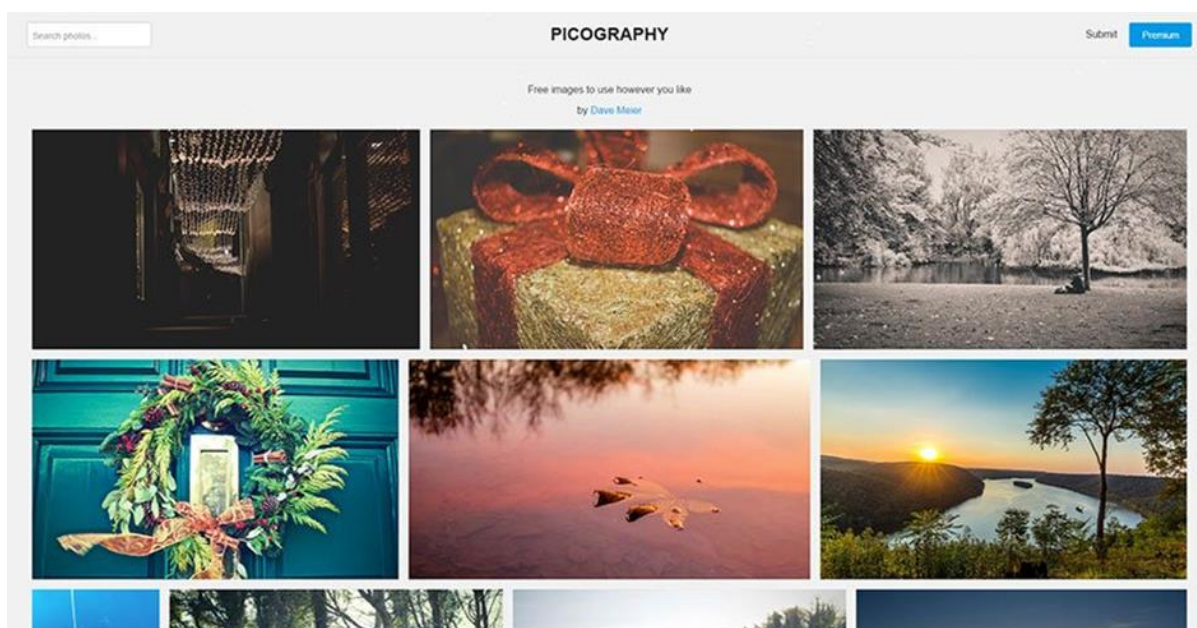 Search photos...
PICOGRAPHY
Submit
Premium
Free images to use however you like
by Dave Meier